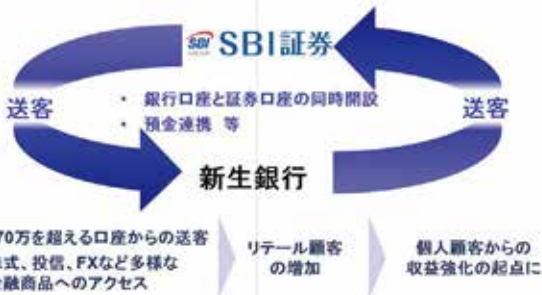 SBI証券
送客
・ 銀行口座と証券口座の同時開設
・ 預金連携 等
送客
新生銀行
70万を超える口座からの送客
式、投信、FXなど多様な
融商品へのアクセス
リテール顧客
の増加
個人顧客からの
収益強化の起点に